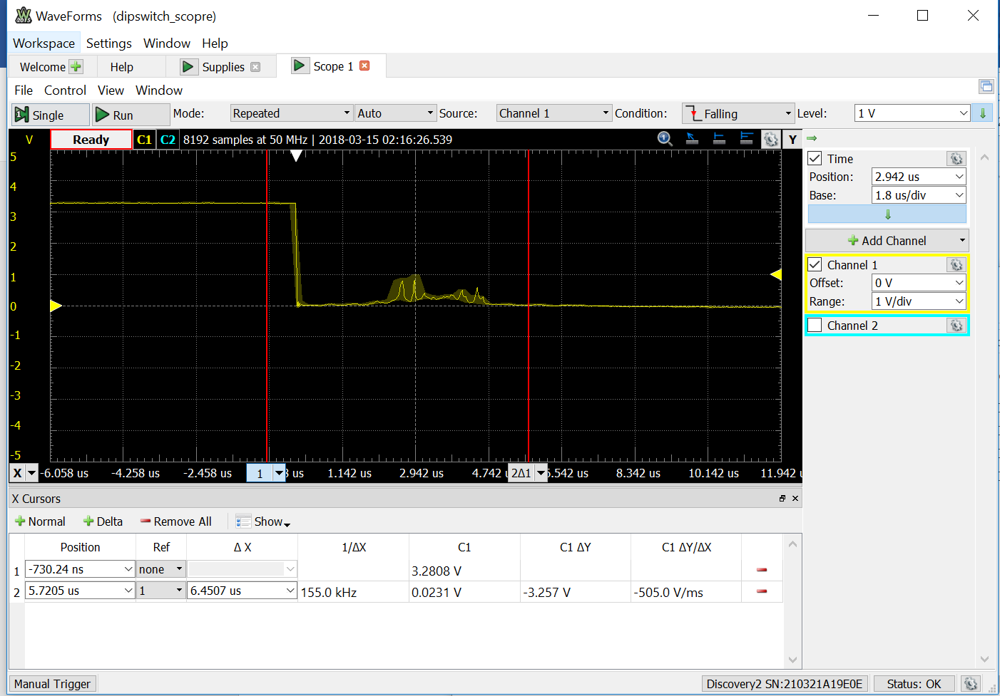 WaveForms (dipswitch_scopre)
Workspace Settings Window Help
Welcome Help Supplies Scope 1
File Control View Window
Single Run Mode: Repeated Auto Source: Channel 1 Condition: Falling Level: 1 V
V Ready C1 C2 8192 samples at 50 MHz | 2018-03-15 02:16:26.539 Y
5
4
3
2
1
0
-1
-2
-3
-4
-5
X -6.058 us -4.258 us -2.458 us 1 us 1.142 us 2.942 us 4.742 2Δ1 5.542 us 8.342 us 10.142 us 11.942
Time
Position: 2.942 us
Base: 1.8 us/div
Add Channel
Channel 1
Offset: 0 V
Range: 1 V/div
Channel 2
X Cursors
Normal Delta Remove All Show
Position Ref Δ X 1/ΔX C1 C1 ΔY C1 ΔY/ΔX
1 -730.24 ns none 3.2808 V
2 5.7205 us 1 6.4507 us 155.0 kHz 0.0231 V -3.257 V -505.0 V/ms
Manual Trigger Discovery2 SN:210321A19E0E Status: OK